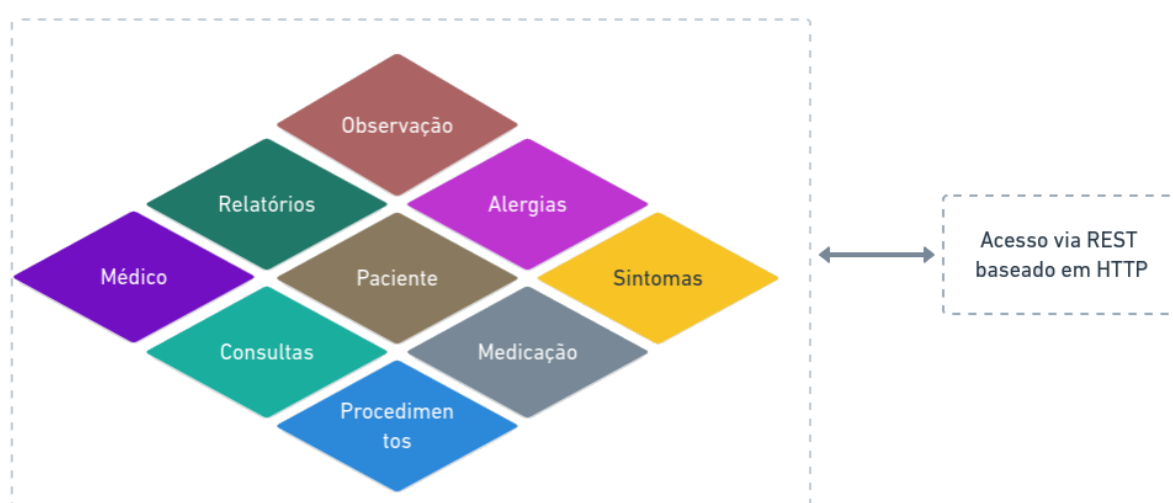 Observação
Relatórios
Alergias
Médico
Paciente
Sintomas
Consultas
Medicação
Procedimen
tos
Acesso via REST
baseado em HTTP